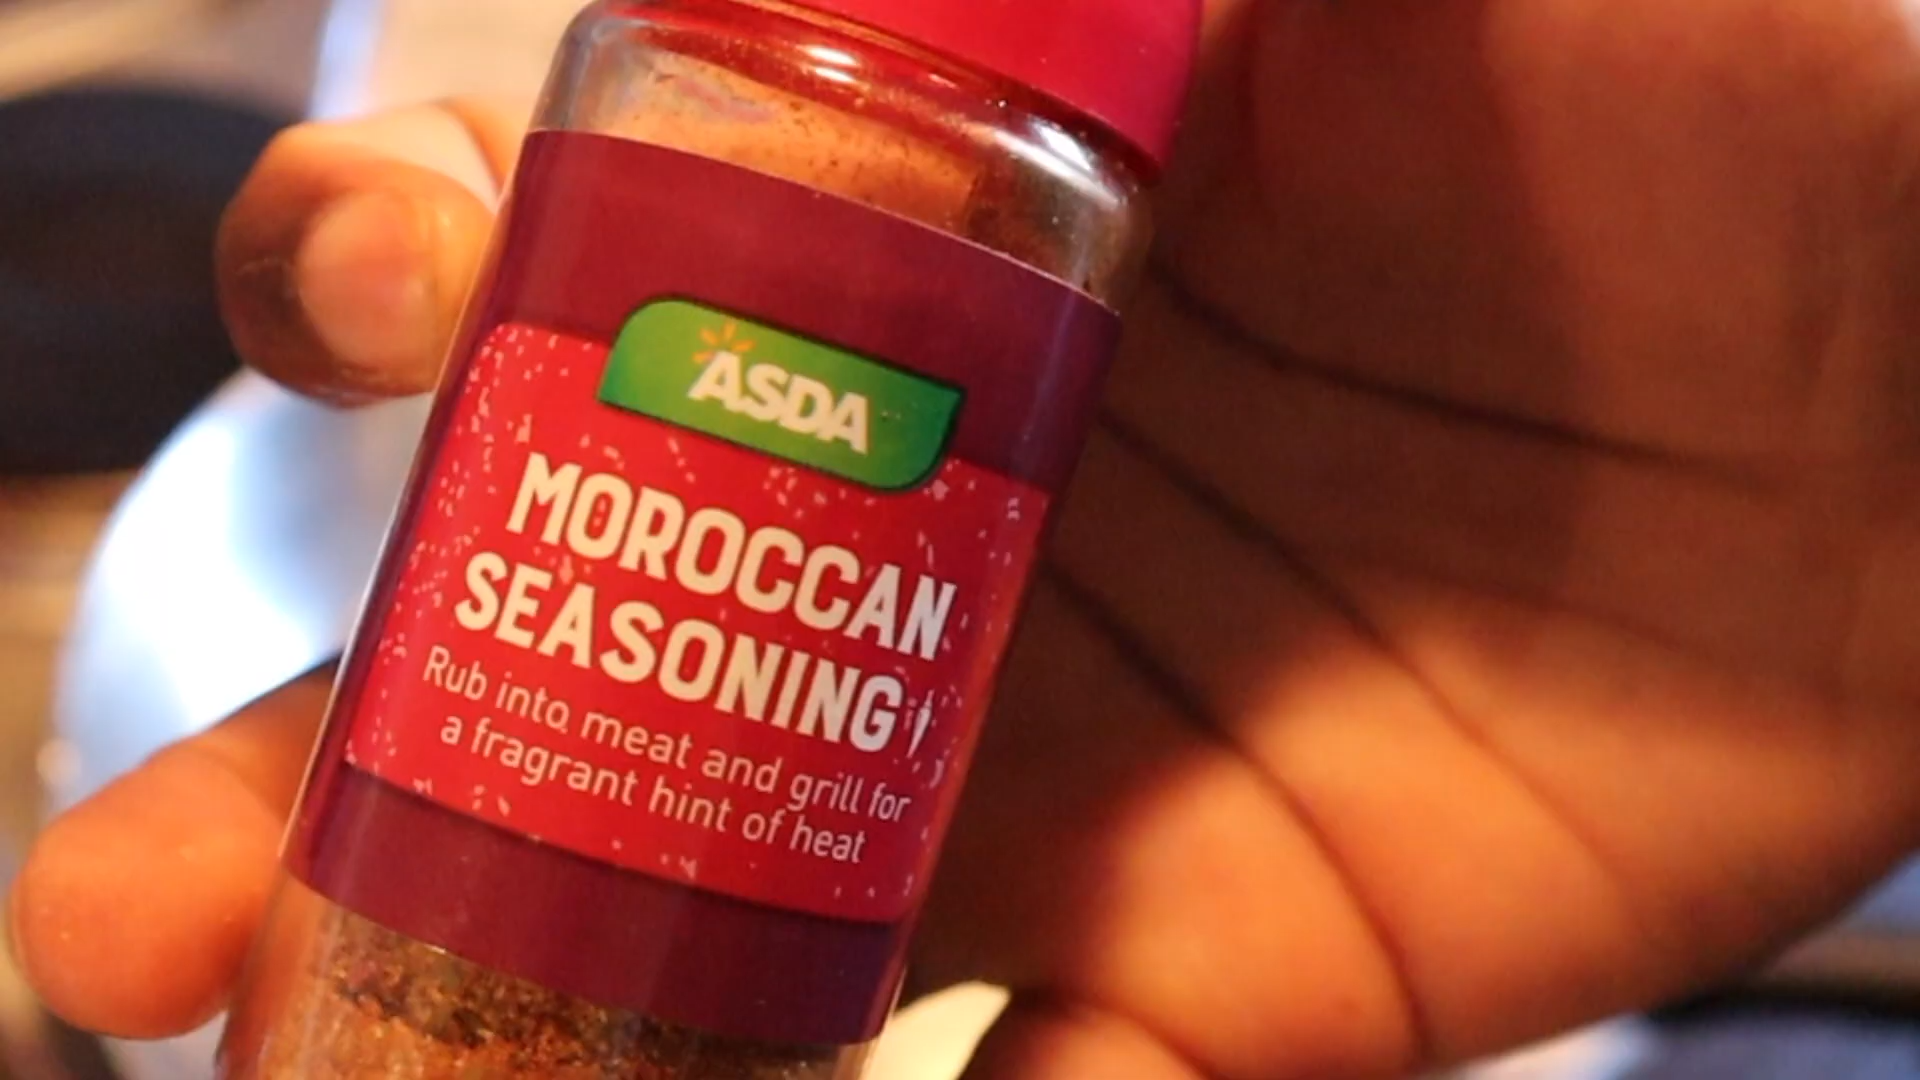 ASDA
MOROCCAN
SEASONING
Rub into meat and grill for
a fragrant hint of heat